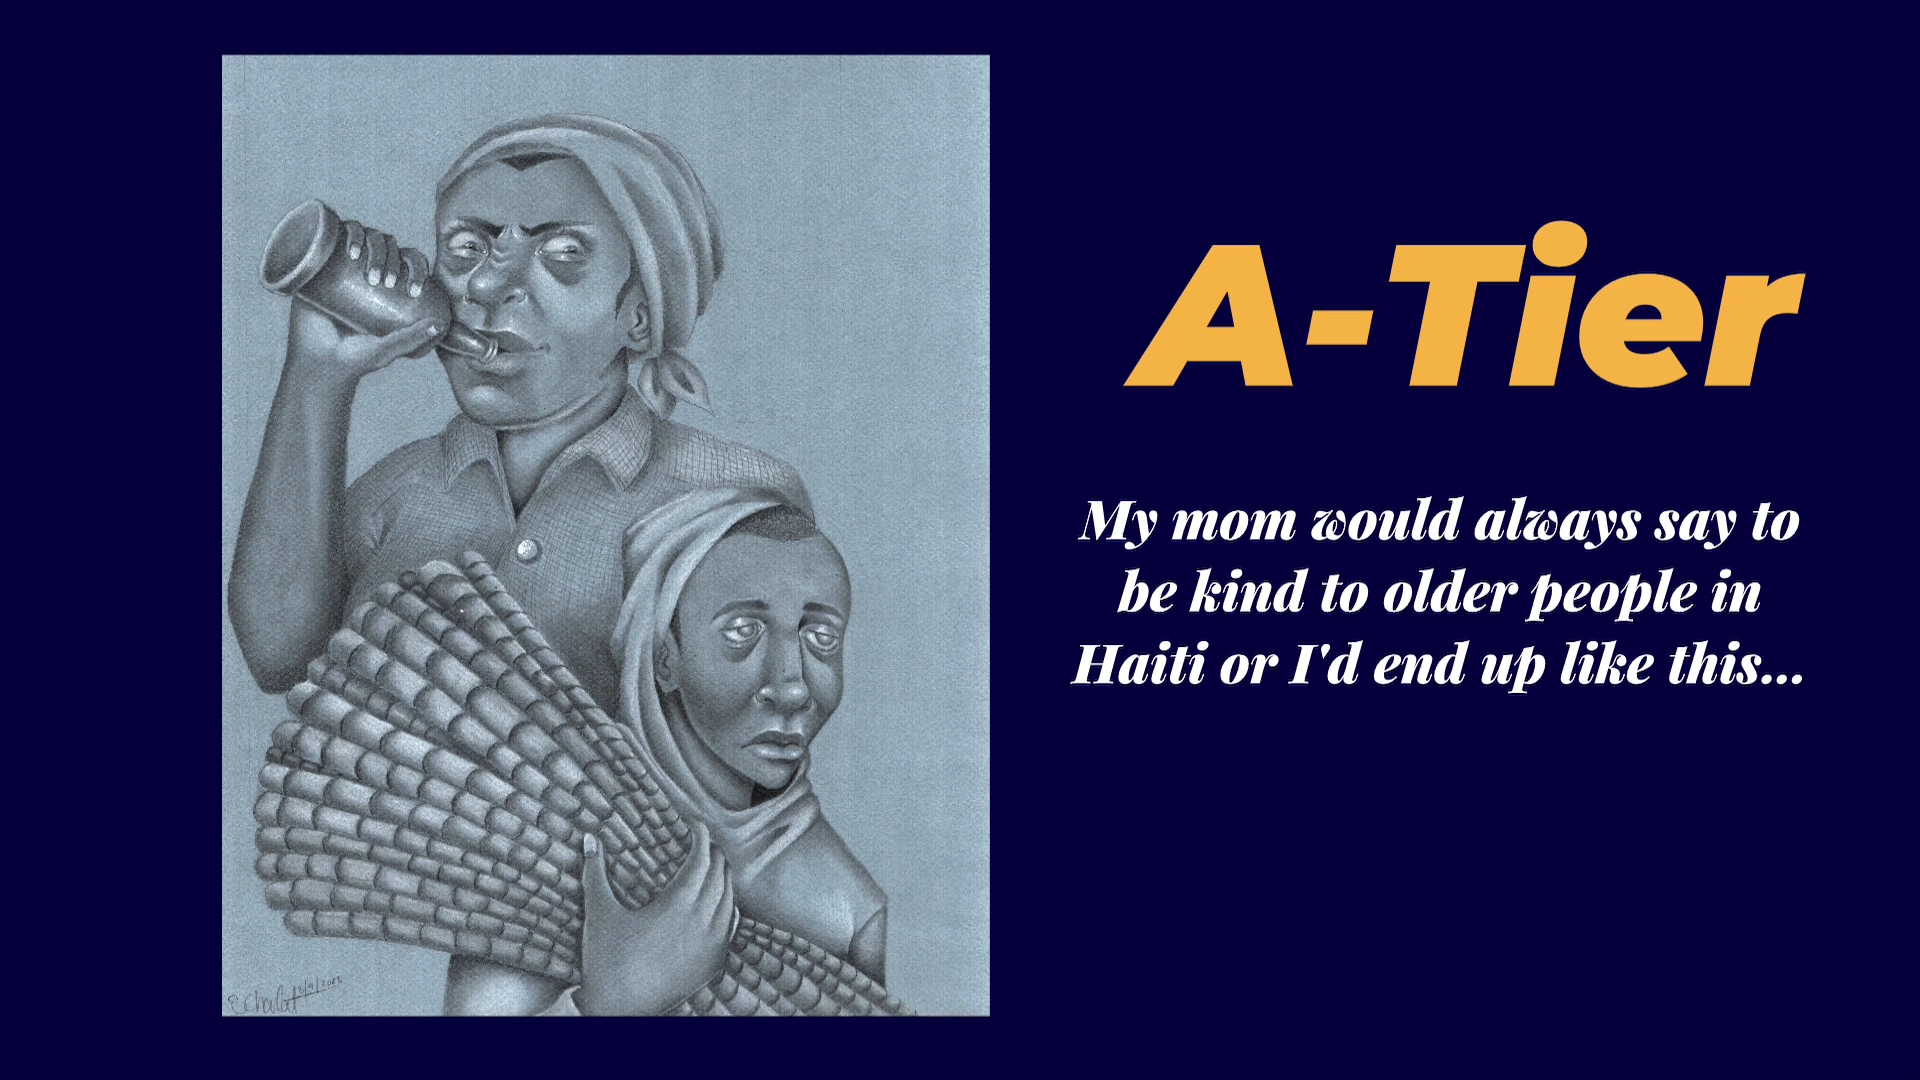 A-Tier
My mom would always say to
be kind to older people in
Haiti or I'd end up like this...